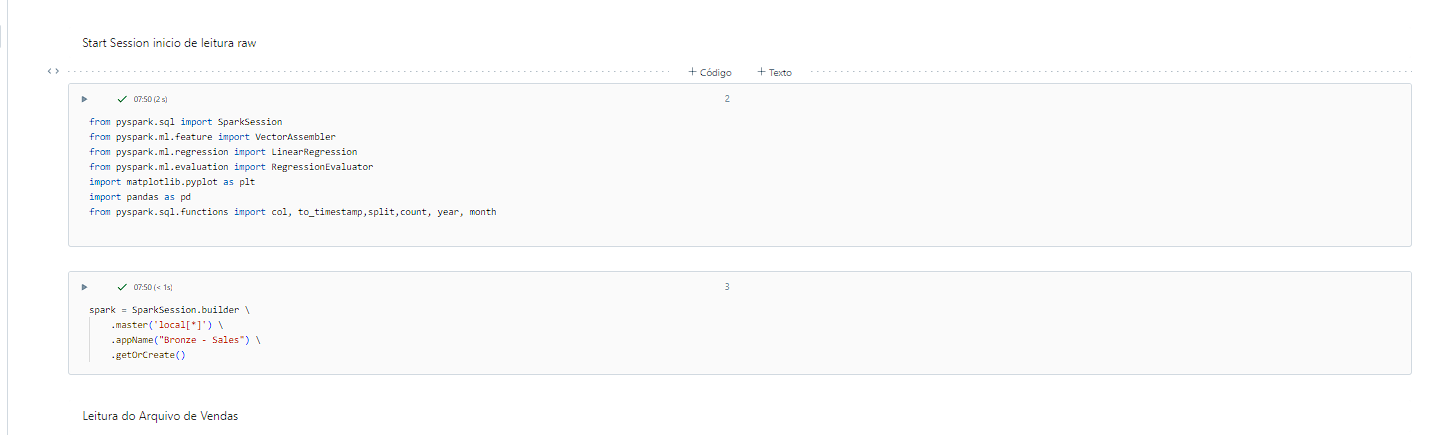 Start Session inicio de leitura raw
<> + Código + Texto
07:50 (2 s) 2
from pyspark.sql import SparkSession
from pyspark.ml.feature import VectorAssembler
from pyspark.ml.regression import LinearRegression
from pyspark.ml.evaluation import RegressionEvaluator
import matplotlib.pyplot as plt
import pandas as pd
from pyspark.sql.functions import col, to_timestamp,split,count, year, month
07:50 (< 1s) 3
spark = SparkSession.builder \
    .master('local[*]') \
    .appName("Bronze - Sales") \
    .getOrCreate()
Leitura do Arquivo de Vendas